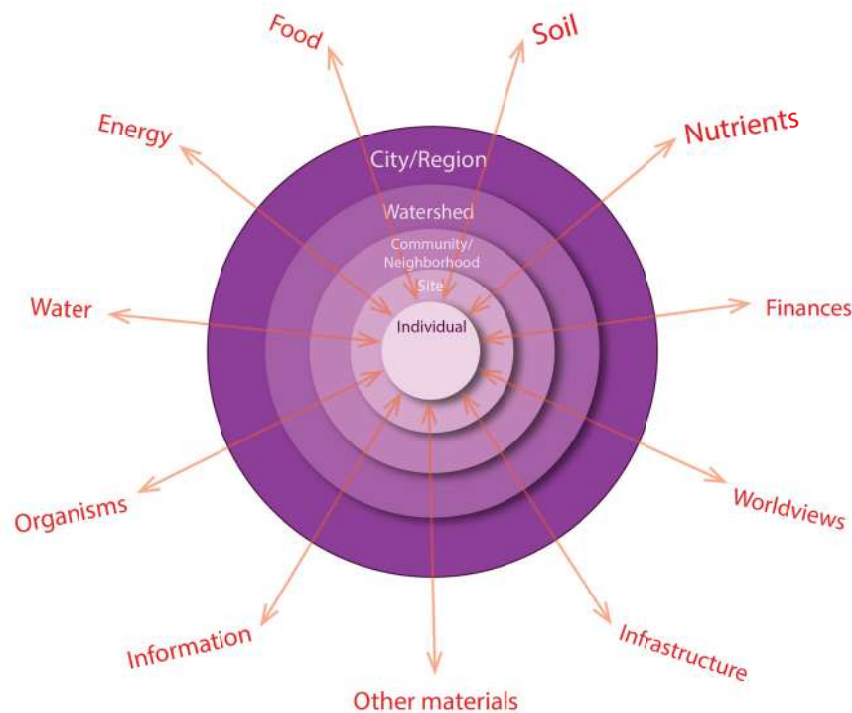 Food
Soil
Energy
Nutrients
City/Region
Watershed
Community/
Neighborhood
Site
Individual
Water
Finances
Organisms
Worldviews
Information
Infrastructure
Other materials